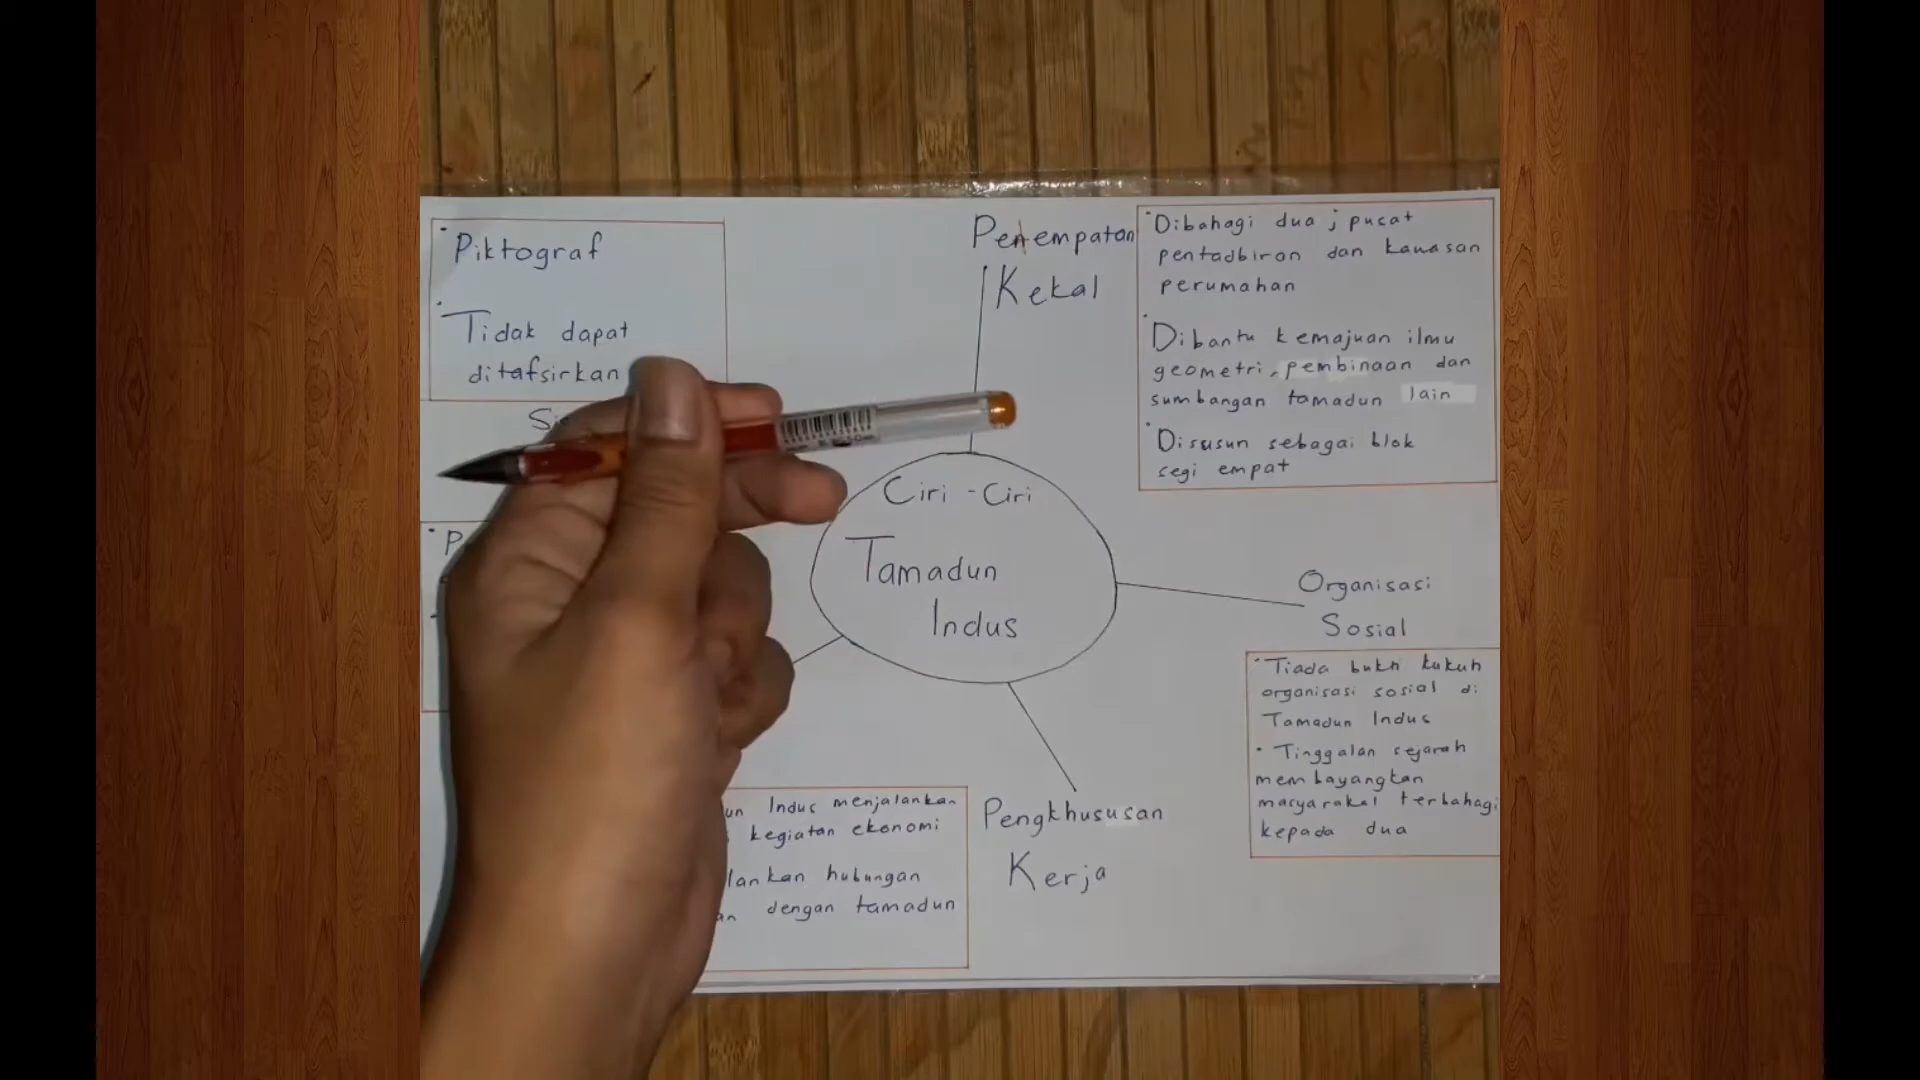 Piktograf
Tidak dapat
ditafsirkan
Penempatan
Kekal
Dibahagi dua ; pusat
pentadbiran dan kawasan
perumahan
Dibantu kemajuan ilmu
geometri, pembinaan dan
sumbangan tamadun lain
Disusun sebagai blok
segi empat
Ciri - Ciri
Tamadun
Indus
Organisasi
Sosial
Tiada bukti kukuh
organisasi sosial di
Tamadun Indus
Tinggalan sejarah
membayangkan
masyarakat terbahagi
kepada dua
Pengkhususan
Kerja
Indus menjalankan
kegiatan ekonomi
hubungan
dengan tamadun